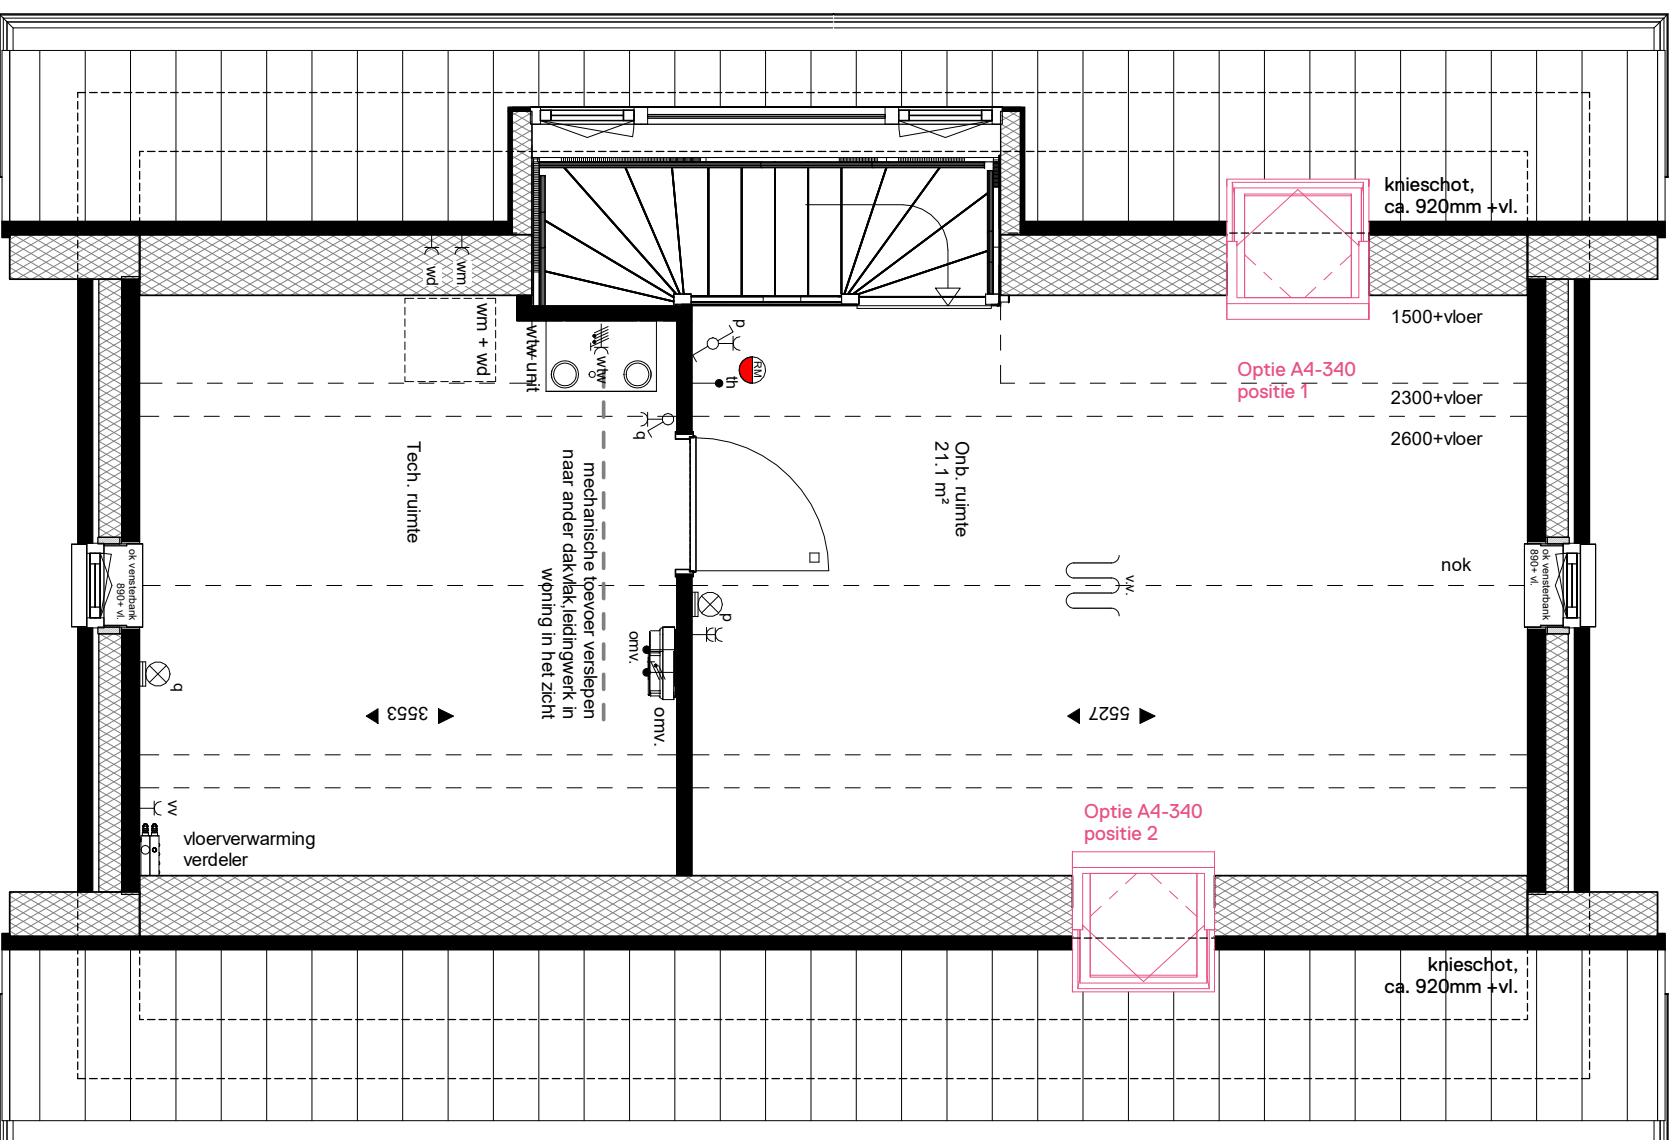 knieschot,
ca. 920mm +vl.
wd
wm
wm + wd
wtw-unit
wtw
p
th
RM
1500+vloer
Optie A4-340
positie 1
2300+vloer
2600+vloer
q
Tech. ruimte
mechanische toevoer verslepen
naar ander dakvlak,leidingwerk in
woning in het zicht
Onb. ruimte
21.1 m²
nok
ok vensterbank
890+ vl.
ok vensterbank
890+ vl.
v.v.
p
omv.
omv.
q
3553
5527
vv
vloerverwarming
verdeler
Optie A4-340
positie 2
knieschot,
ca. 920mm +vl.